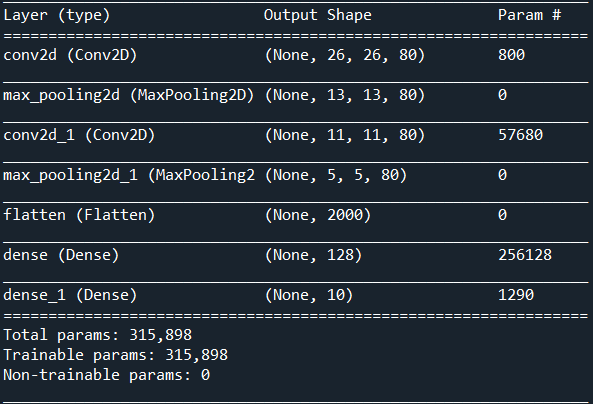 Layer (type) Output Shape Param #
=================================================================
conv2d (Conv2D) (None, 26, 26, 80) 800
max_pooling2d (MaxPooling2D) (None, 13, 13, 80) 0
conv2d_1 (Conv2D) (None, 11, 11, 80) 57680
max_pooling2d_1 (MaxPooling2 (None, 5, 5, 80) 0
flatten (Flatten) (None, 2000) 0
dense (Dense) (None, 128) 256128
dense_1 (Dense) (None, 10) 1290
=================================================================
Total params: 315,898
Trainable params: 315,898
Non-trainable params: 0